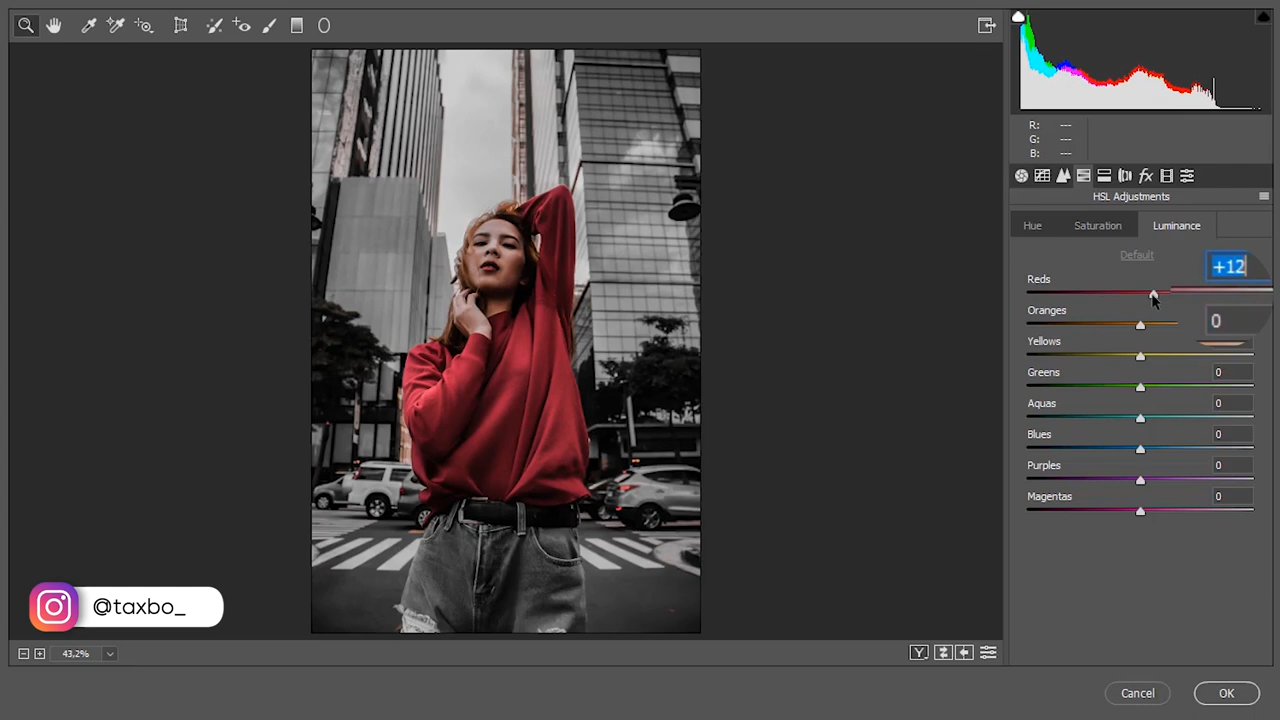 R: ---
G: ---
B: ---
fx
HSL Adjustments
Hue Saturation Luminance
Default
+12
Reds
Oranges 0
Yellows
Greens 0
Aquas 0
Blues 0
Purples 0
Magentas 0
@taxbo_
43,2%
Y
Cancel OK